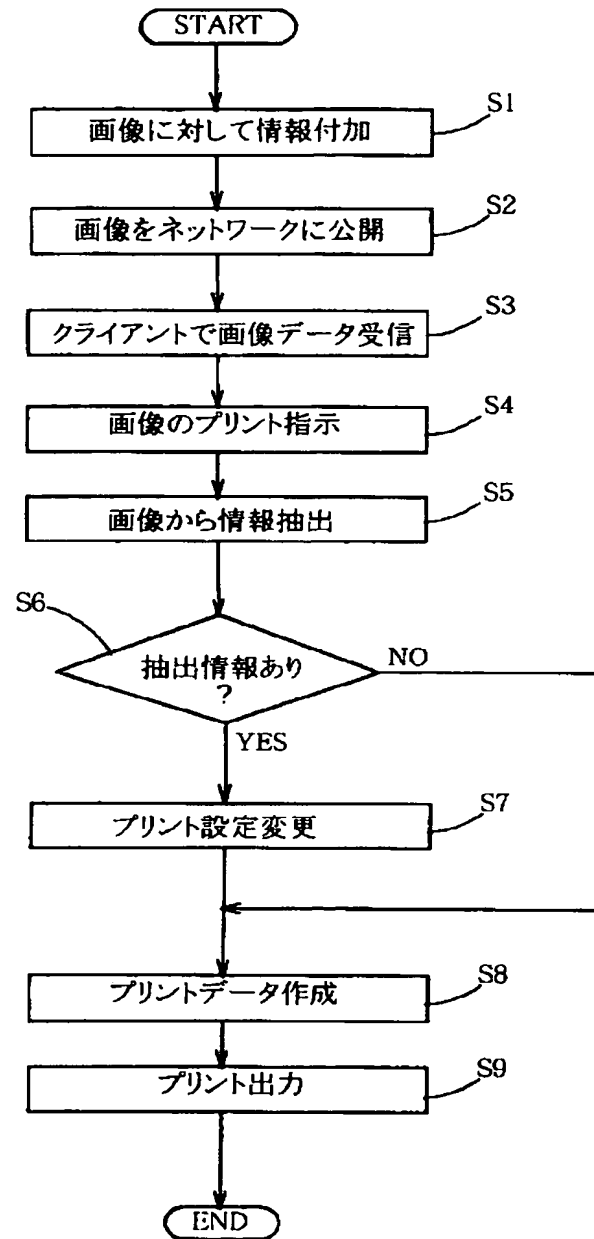 START
画像に対して情報付加
S1
画像をネットワークに公開
S2
クライアントで画像データ受信
S3
画像のプリント指示
S4
画像から情報抽出
S5
S6
抽出情報あり
?
NO
YES
プリント設定変更
S7
プリントデータ作成
S8
プリント出力
S9
END